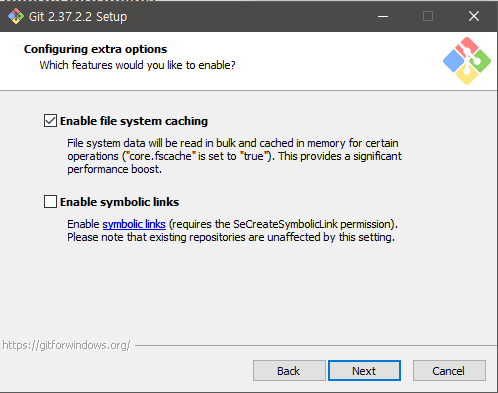 Git 2.37.2.2 Setup
Configuring extra options
Which features would you like to enable?
Enable file system caching
File system data will be read in bulk and cached in memory for certain
operations ("core.fscache" is set to "true"). This provides a significant
performance boost.
Enable symbolic links
Enable symbolic links (requires the SeCreateSymbolicLink permission).
Please note that existing repositories are unaffected by this setting.
https://gitforwindows.org/
Back Next Cancel